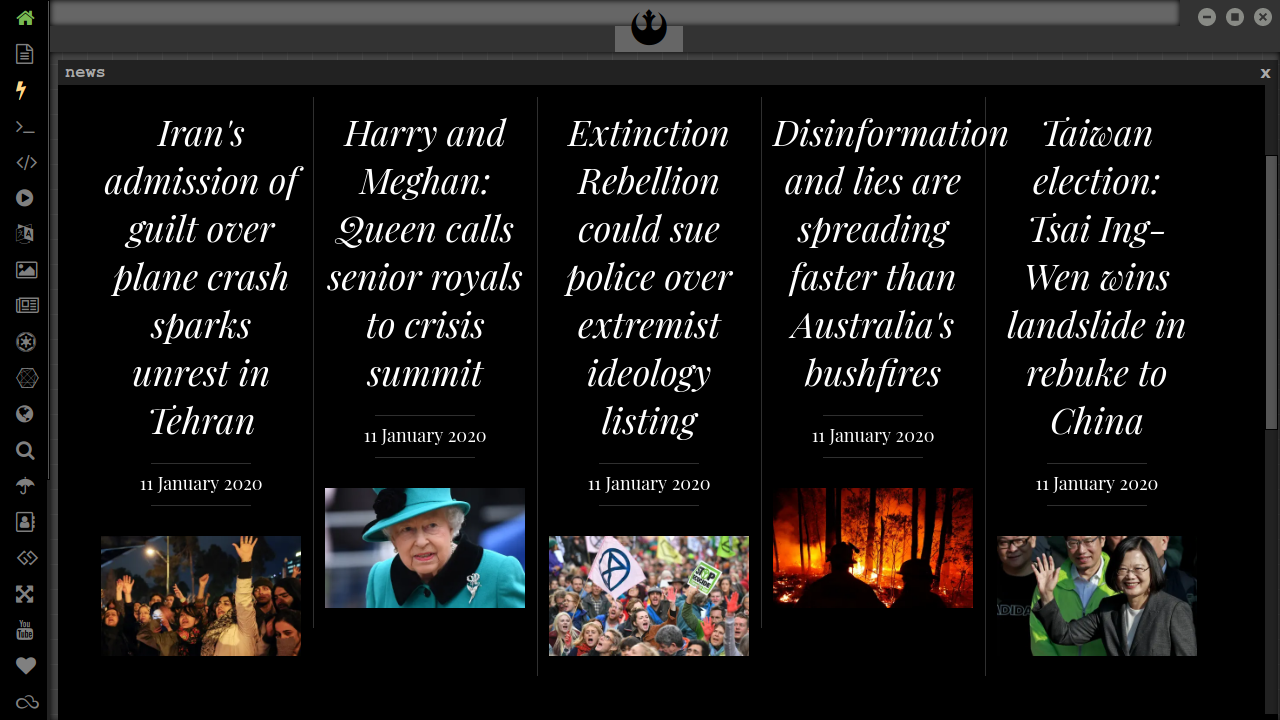 news
x
Iran's
admission of
guilt over
plane crash
sparks
unrest in
Tehran
11 January 2020
Harry and
Meghan:
Queen calls
senior royals
to crisis
summit
11 January 2020
Extinction
Rebellion
could sue
police over
extremist
ideology
listing
11 January 2020
Disinformation
and lies are
spreading
faster than
Australia's
bushfires
11 January 2020
Taiwan
election:
Tsai Ing-
Wen wins
landslide in
rebuke to
China
11 January 2020
You
Tube